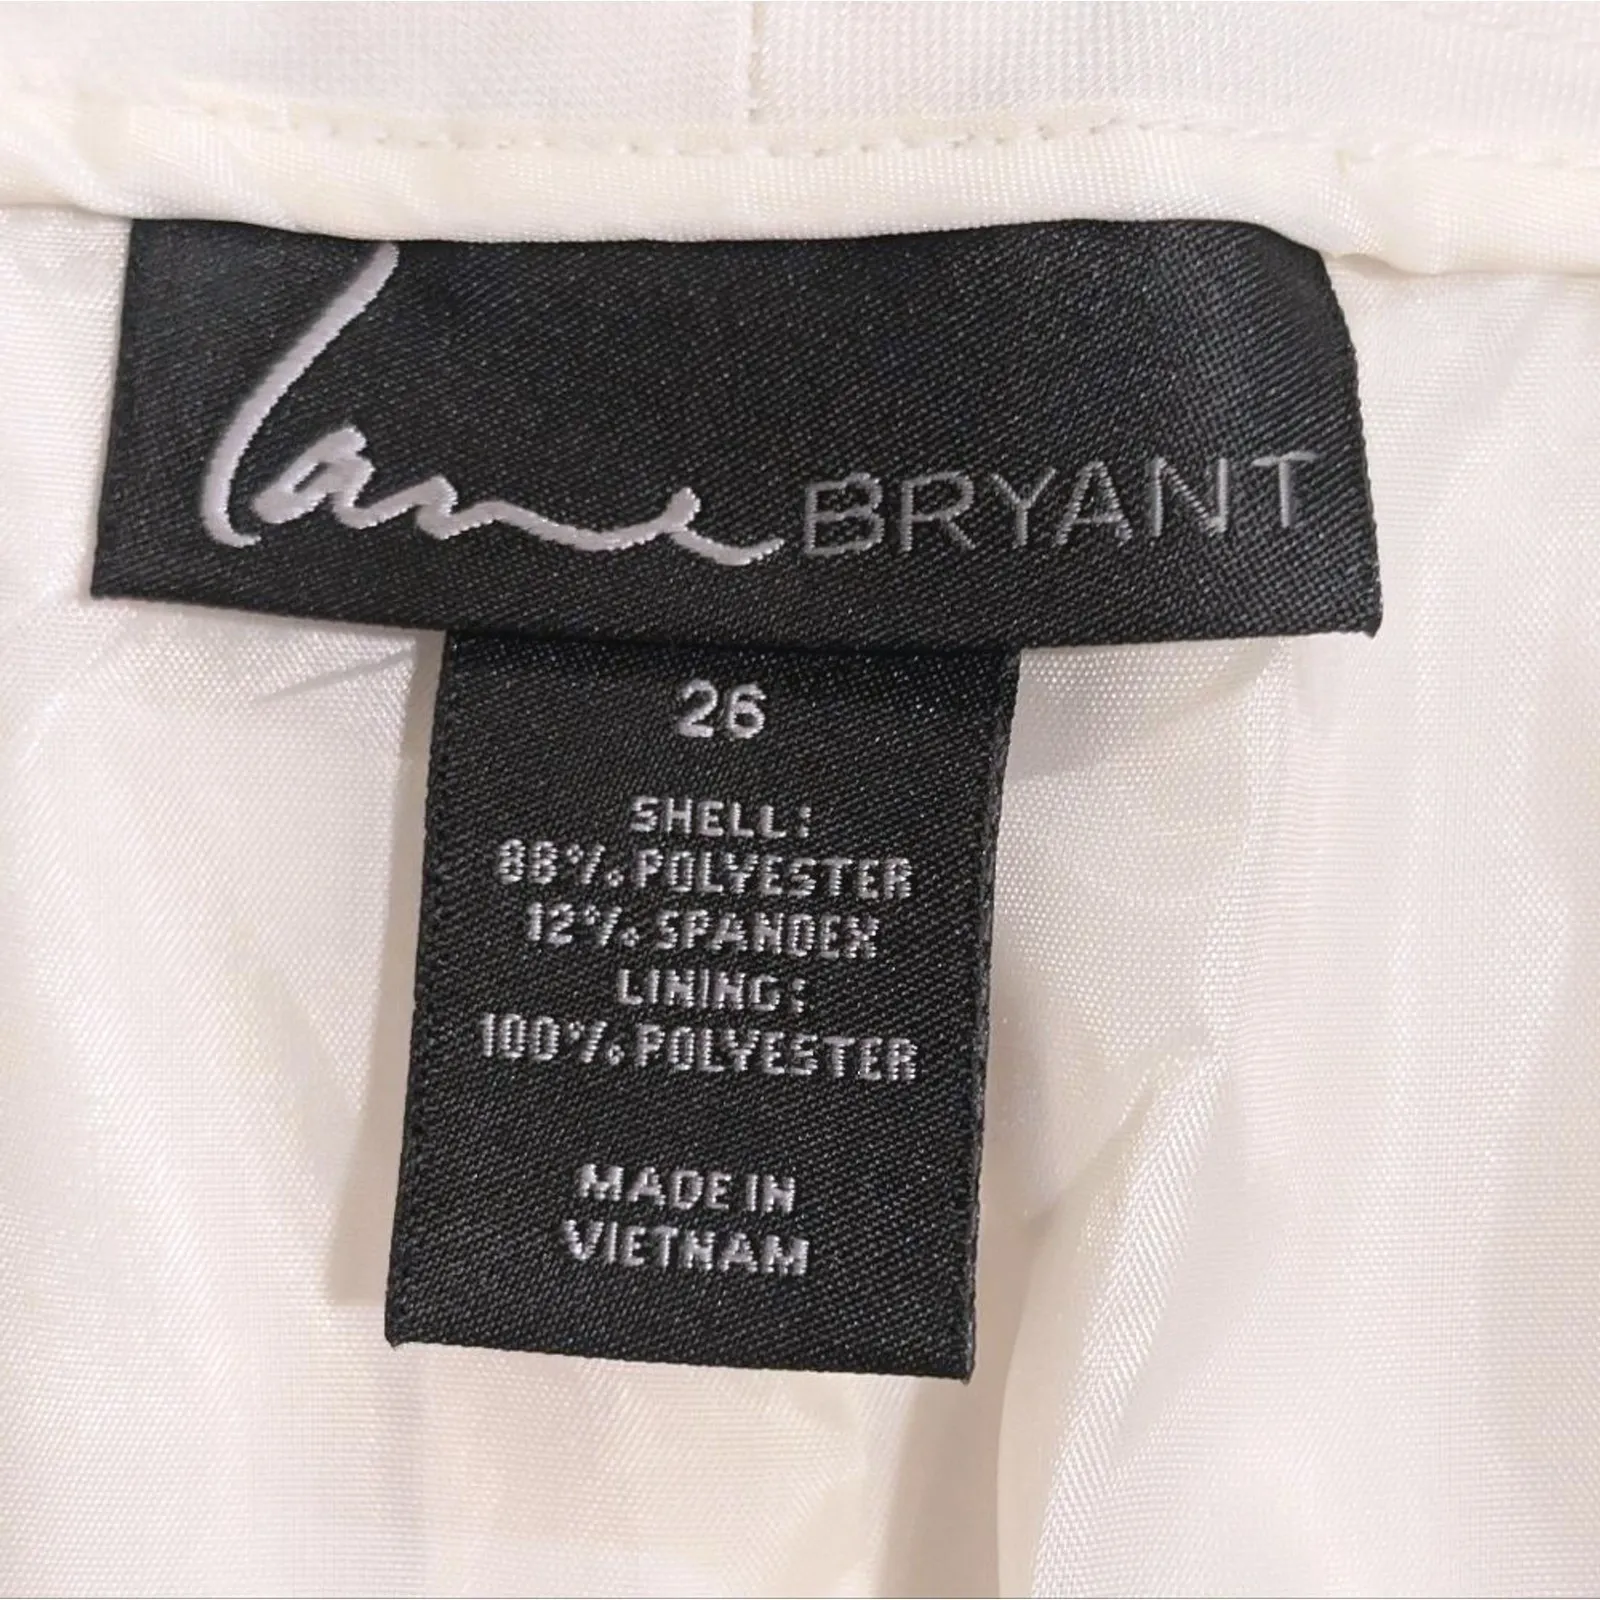 Lane BRYANT
26
SHELL:
88% POLYESTER
12% SPANDEX
LINING:
100% POLYESTER
MADE IN
VIETNAM